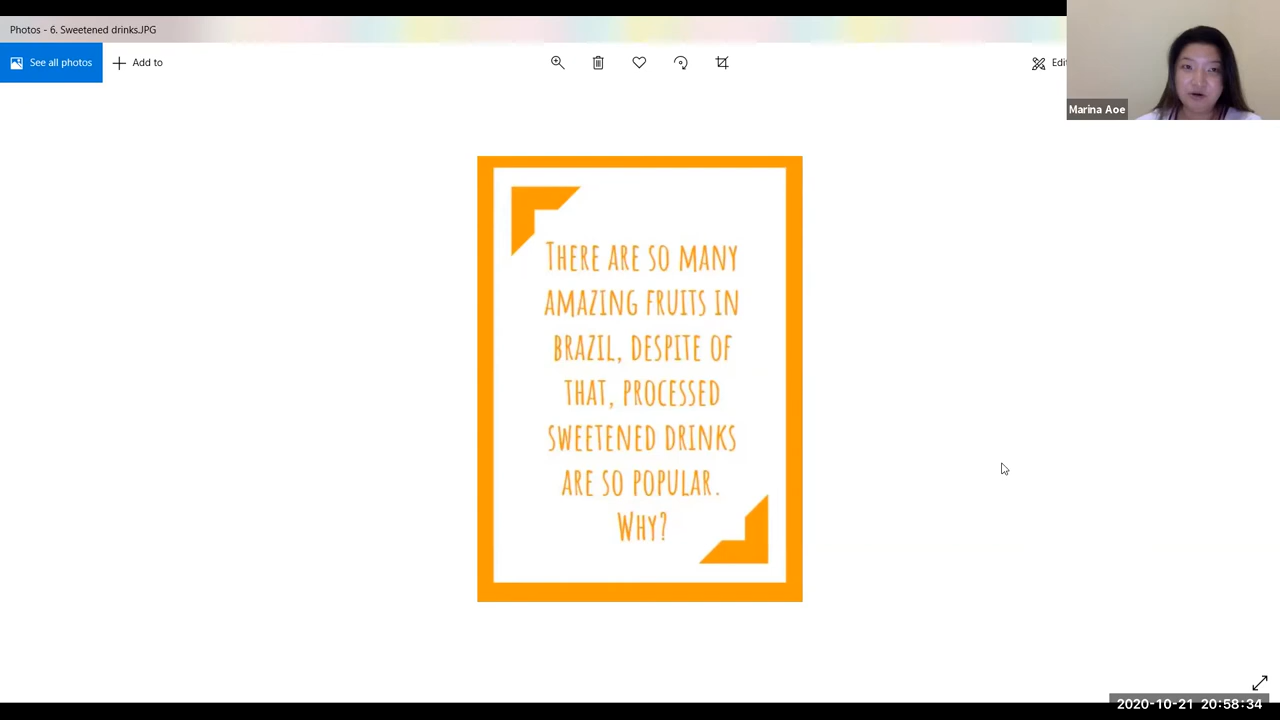 Photos - 6. Sweetened drinks.JPG
See all photos
Add to
Marina Aoe
THERE ARE SO MANY
AMAZING FRUITS IN
BRAZIL, DESPITE OF
THAT, PROCESSED
SWEETENED DRINKS
ARE SO POPULAR.
WHY?
2020-10-21 20:58:34